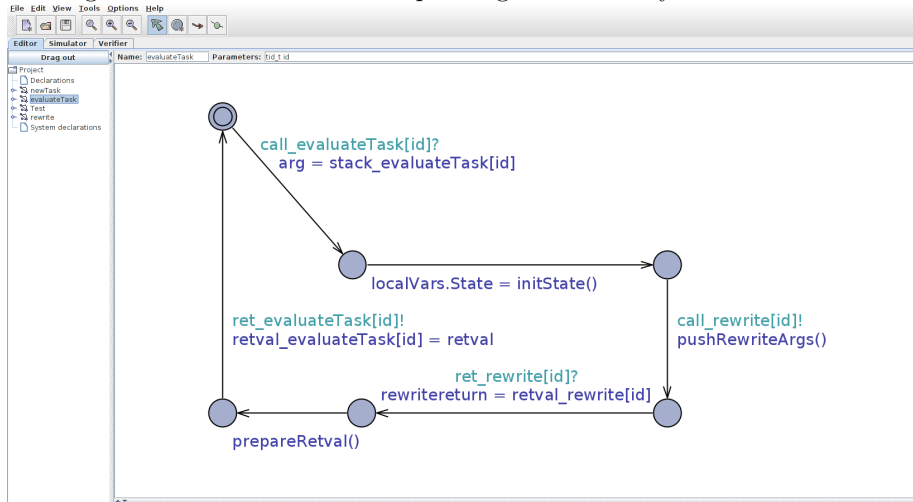 File Edit View Tools Options Help
Editor Simulator Verifier
Drag out
Name: evaluateTask Parameters: tid_t id
Project
Declarations
newTask
evaluateTask
Test
rewrite
System declarations
call_evaluateTask[id]?
arg = stack_evaluateTask[id]
localVars.State = initState()
ret_evaluateTask[id]!
retval_evaluateTask[id] = retval
call_rewrite[id]!
pushRewriteArgs()
ret_rewrite[id]?
rewritereturn = retval_rewrite[id]
prepareRetval()